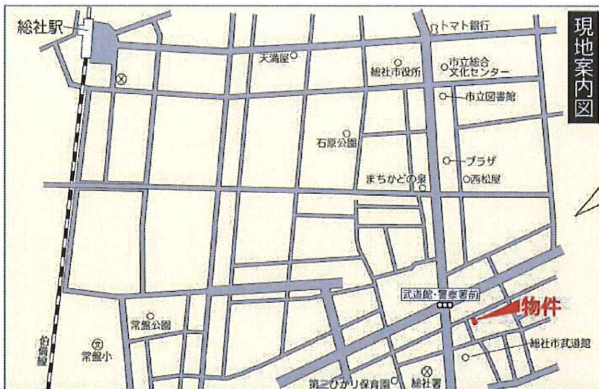 現地案内図
総社駅
トマト銀行
天満屋
総社市役所
市立総合
文化センター
市立図書館
石原公園
プラザ
まちかどの泉
西松屋
武道館・警察署前
物件
常盤公園
文
常盤小
総社市武道館
伯備線
第二ひかり保育園
総社署